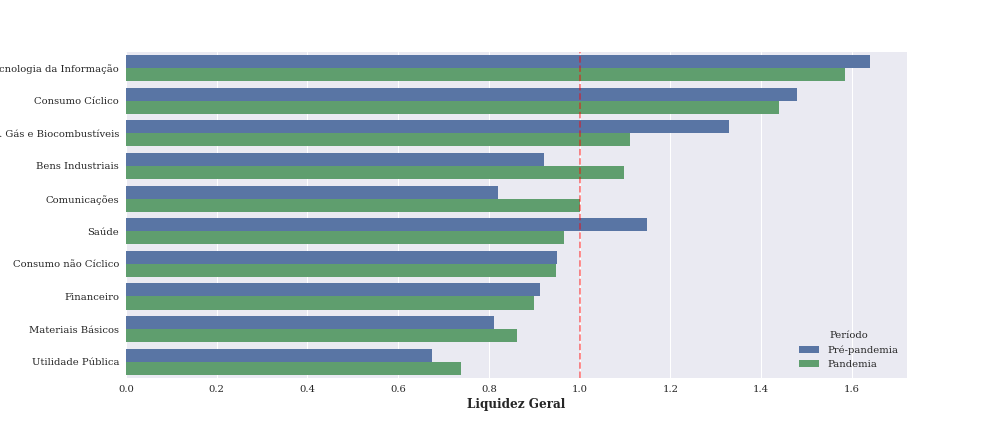 cnologia da Informação
Consumo Cíclico
. Gás e Biocombustíveis
Bens Industriais
Comunicações
Saúde
Consumo não Cíclico
Financeiro
Materiais Básicos
Utilidade Pública
Período
Pré-pandemia
Pandemia
0.0 0.2 0.4 0.6 0.8 1.0 1.2 1.4 1.6
Liquidez Geral